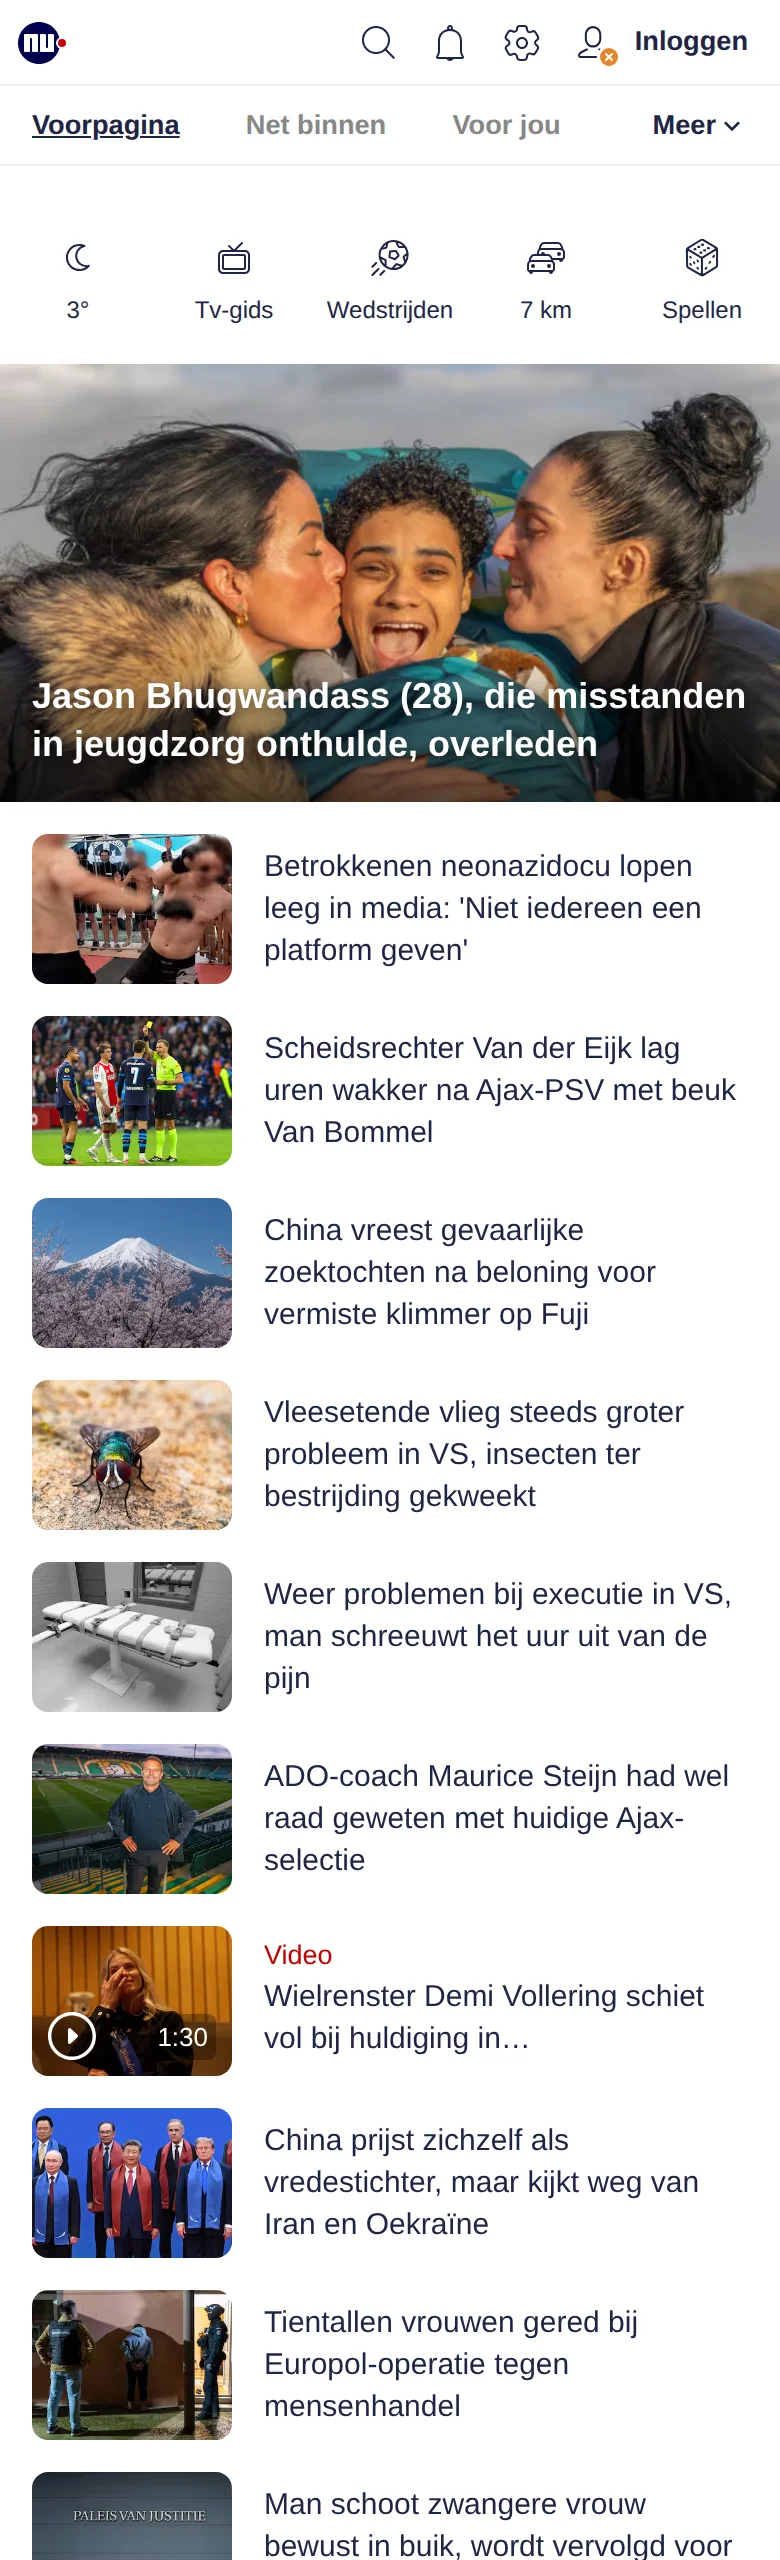 nu
Inloggen
Voorpagina
Net binnen
Voor jou
Meer
3°
Tv-gids
Wedstrijden
7 km
Spellen
Jason Bhugwandass (28), die misstanden
in jeugdzorg onthulde, overleden
Betrokkenen neonazidocu lopen
leeg in media: 'Niet iedereen een
platform geven'
Scheidsrechter Van der Eijk lag
uren wakker na Ajax-PSV met beuk
Van Bommel
7
China vreest gevaarlijke
zoektochten na beloning voor
vermiste klimmer op Fuji
Vleesetende vlieg steeds groter
probleem in VS, insecten ter
bestrijding gekweekt
Weer problemen bij executie in VS,
man schreeuwt het uur uit van de
pijn
ADO-coach Maurice Steijn had wel
raad geweten met huidige Ajax-
selectie
Video
Wielrenster Demi Vollering schiet
vol bij huldiging in…
1:30
China prijst zichzelf als
vredestichter, maar kijkt weg van
Iran en Oekraïne
Tientallen vrouwen gered bij
Europol-operatie tegen
mensenhandel
PALEIS VAN JUSTITIE
Man schoot zwangere vrouw
bewust in buik, wordt vervolgd voor